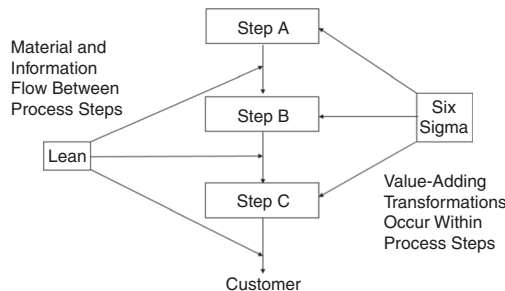 Step A
Material and
Information
Flow Between
Process Steps
Step B
Six
Sigma
Lean
Step C
Value-Adding
Transformations
Occur Within
Process Steps
Customer